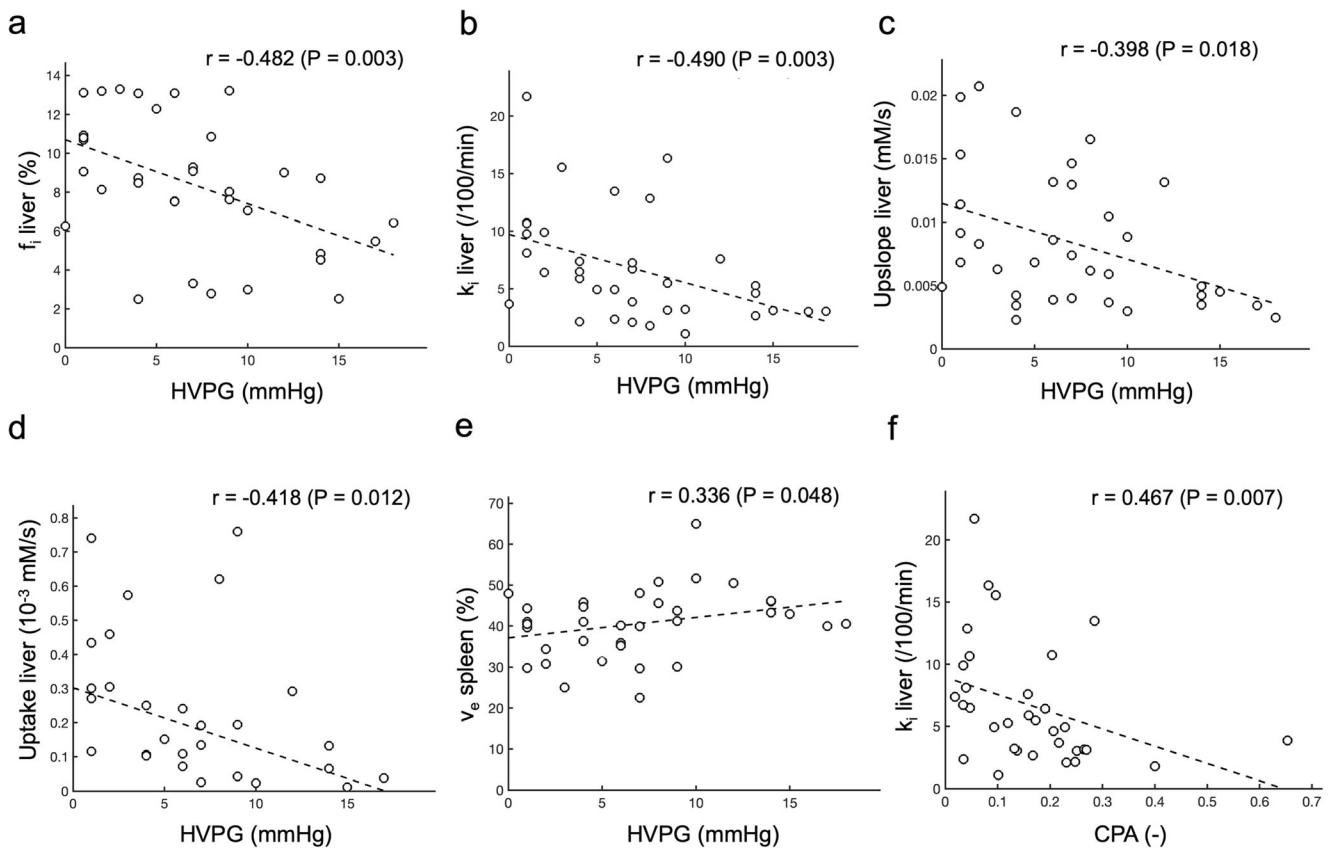 a
r = -0.482 (P = 0.003)
14
12
10
8
6
4
2
0
0
5
10
15
fi liver (%)
HVPG (mmHg)
b
r = -0.490 (P = 0.003)
20
15
10
5
0
0
5
10
15
ki liver (/100/min)
HVPG (mmHg)
c
r = -0.398 (P = 0.018)
0.02
0.015
0.01
0.005
0
0
5
10
15
Upslope liver (mM/s)
HVPG (mmHg)
d
r = -0.418 (P = 0.012)
0.8
0.7
0.6
0.5
0.4
0.3
0.2
0.1
0
0
5
10
15
Uptake liver (10-3 mM/s)
HVPG (mmHg)
e
r = 0.336 (P = 0.048)
70
60
50
40
30
20
10
0
0
5
10
15
ve spleen (%)
HVPG (mmHg)
f
r = 0.467 (P = 0.007)
20
15
10
5
0
0
0.1
0.2
0.3
0.4
0.5
0.6
0.7
ki liver (/100/min)
CPA (-)